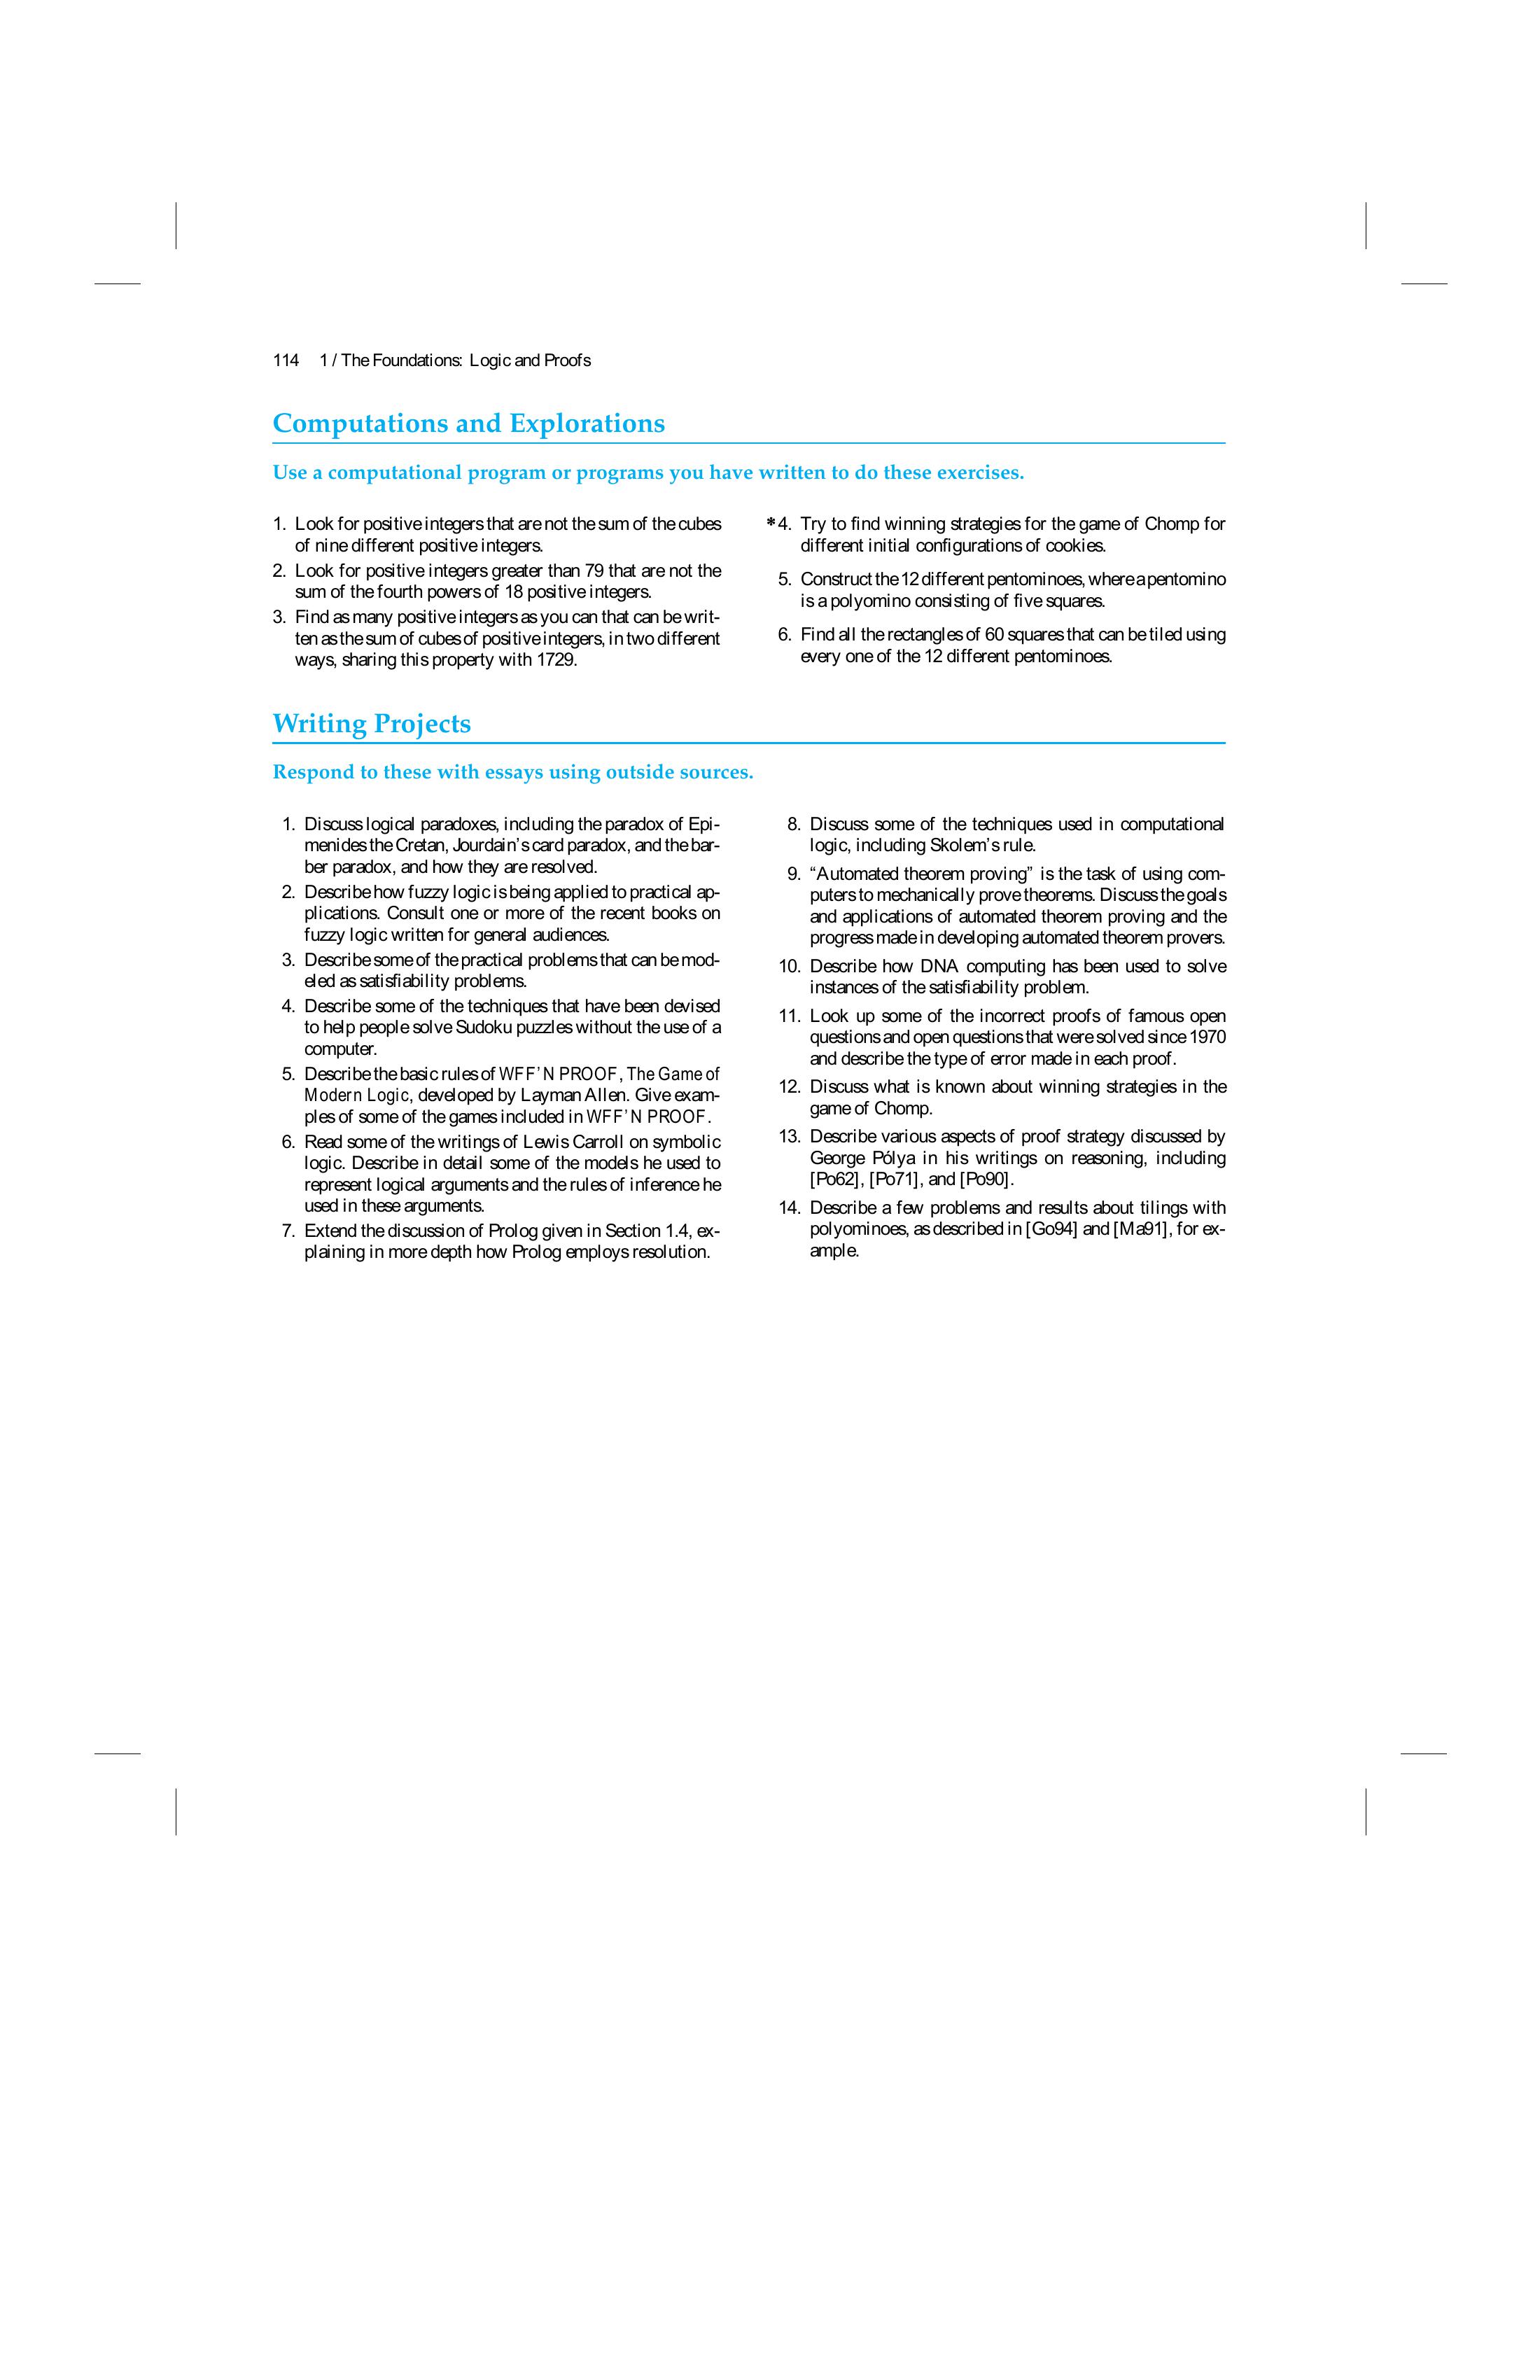 114 1 / The Foundations: Logic and Proofs
Computations and Explorations
Use a computational program or programs you have written to do these exercises.
1. Look for positive integers that are not the sum of the cubes
of nine different positive integers.
2. Look for positive integers greater than 79 that are not the
sum of the fourth powers of 18 positive integers.
3. Find as many positive integers as you can that can be writ-
ten as the sum of cubes of positive integers, in two different
ways, sharing this property with 1729.
*4. Try to find winning strategies for the game of Chomp for
different initial configurations of cookies.
5. Construct the 12 different pentominoes, where a pentomino
is a polyomino consisting of five squares.
6. Find all the rectangles of 60 squares that can be tiled using
every one of the 12 different pentominoes.
Writing Projects
Respond to these with essays using outside sources.
1. Discuss logical paradoxes, including the paradox of Epi-
menides the Cretan, Jourdain's card paradox, and the bar-
ber paradox, and how they are resolved.
2. Describe how fuzzy logic is being applied to practical ap-
plications. Consult one or more of the recent books on
fuzzy logic written for general audiences.
3. Describe some of the practical problems that can be mod-
eled as satisfiability problems.
4. Describe some of the techniques that have been devised
to help people solve Sudoku puzzles without the use of a
computer.
5. Describe the basic rules of WFF'N PROOF, The Game of
Modern Logic, developed by Layman Allen. Give exam-
ples of some of the games included in WFF'N PROOF.
6. Read some of the writings of Lewis Carroll on symbolic
logic. Describe in detail some of the models he used to
represent logical arguments and the rules of inference he
used in these arguments.
7. Extend the discussion of Prolog given in Section 1.4, ex-
plaining in more depth how Prolog employs resolution.
8. Discuss some of the techniques used in computational
logic, including Skolem's rule.
9. “Automated theorem proving” is the task of using com-
puters to mechanically prove theorems. Discuss the goals
and applications of automated theorem proving and the
progress made in developing automated theorem provers.
10. Describe how DNA computing has been used to solve
instances of the satisfiability problem.
11. Look up some of the incorrect proofs of famous open
questions and open questions that were solved since 1970
and describe the type of error made in each proof.
12. Discuss what is known about winning strategies in the
game of Chomp.
13. Describe various aspects of proof strategy discussed by
George Pólya in his writings on reasoning, including
[Po62], [Po71], and [Po90].
14. Describe a few problems and results about tilings with
polyominoes, as described in [Go94] and [Ma91], for ex-
ample.